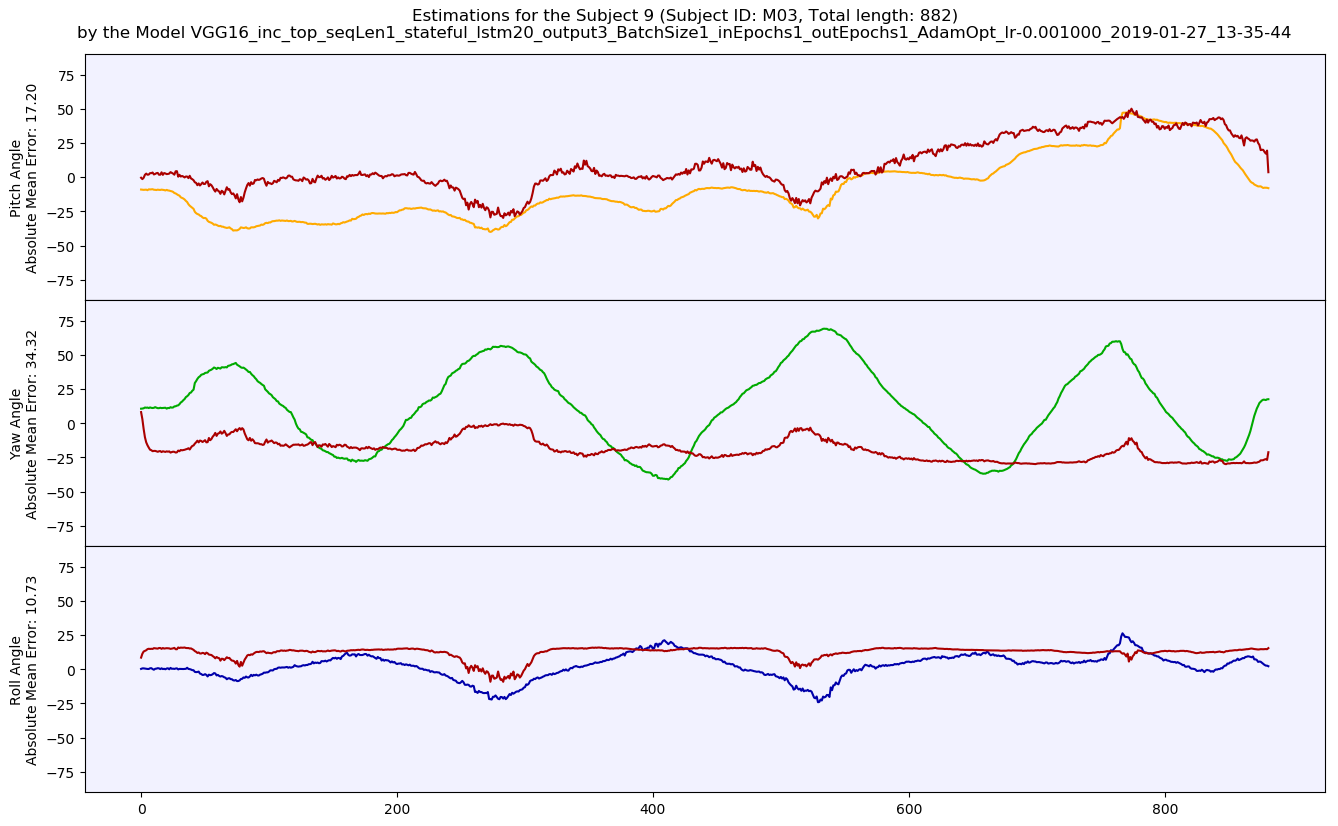 Estimations for the Subject 9 (Subject ID: M03, Total length: 882)
by the Model VGG16_inc_top_seqLen1_stateful_lstm20_output3_BatchSize1_inEpochs1_outEpochs1_AdamOpt_lr-0.001000_2019-01-27_13-35-44
Pitch Angle
Absolute Mean Error: 17.20
75
50
25
0
−25
−50
−75
Yaw Angle
Absolute Mean Error: 34.32
75
50
25
0
−25
−50
−75
Roll Angle
Absolute Mean Error: 10.73
75
50
25
0
−25
−50
−75
0 200 400 600 800